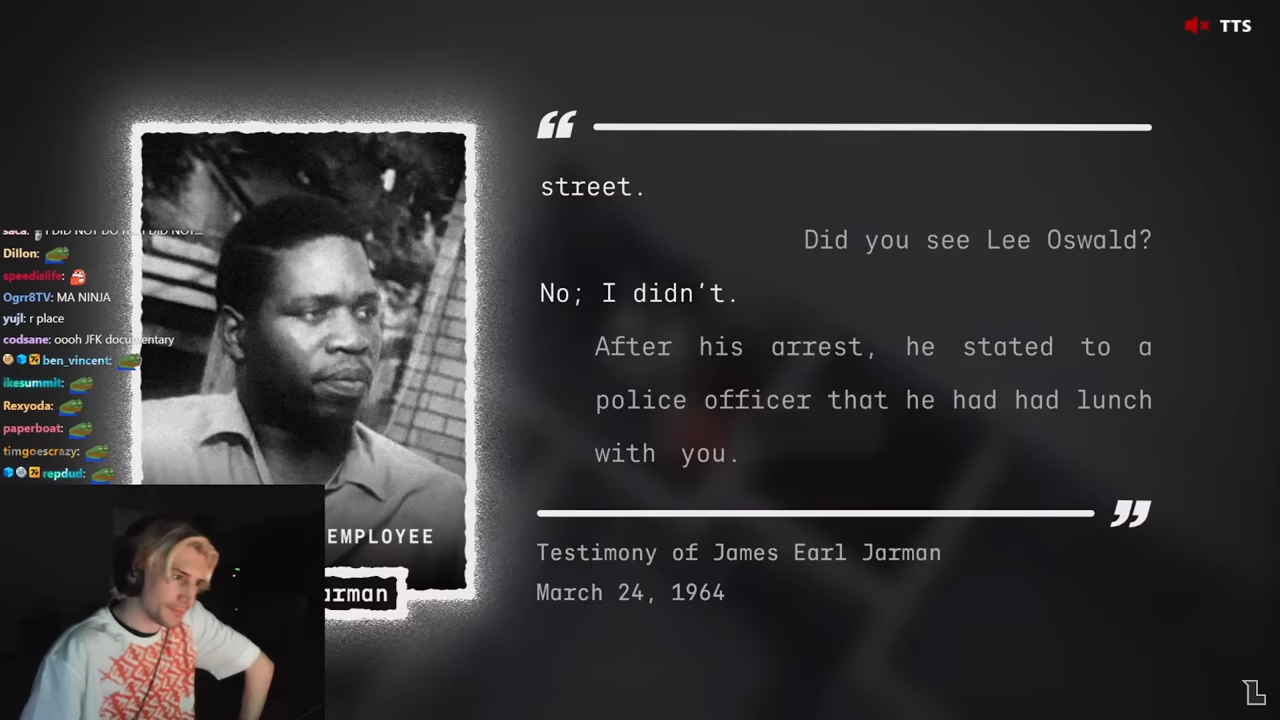 TTS
“
street.
Did you see Lee Oswald?
No; I didn’t.
After his arrest, he stated to a
police officer that he had had lunch
with you.
”
Testimony of James Earl Jarman
March 24, 1964
EMPLOYEE
Dillon:
speedislife:
Ogrr8TV: MA NINJA
yujl: r place
codsane: oooh JFK documentary
ben_vincent:
ikesummit:
Rexyoda:
paperboat:
timgoescrazy:
repdud: